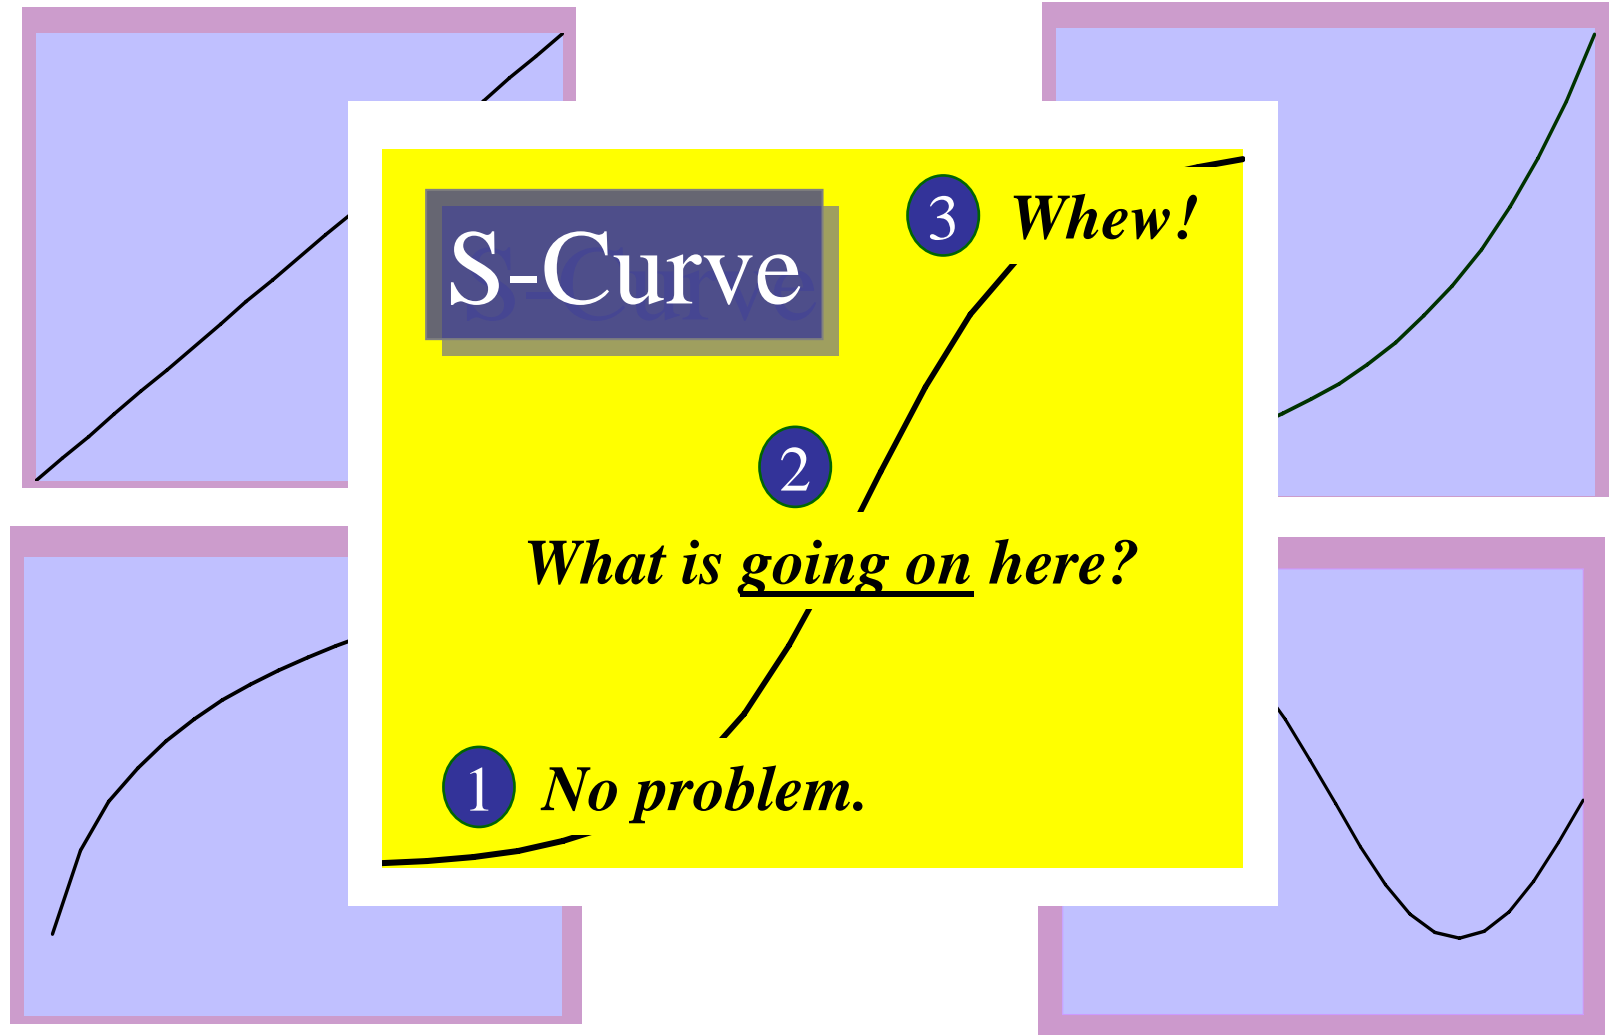 S-Curve
3 Whew!
2
What is going on here?
1 No problem.